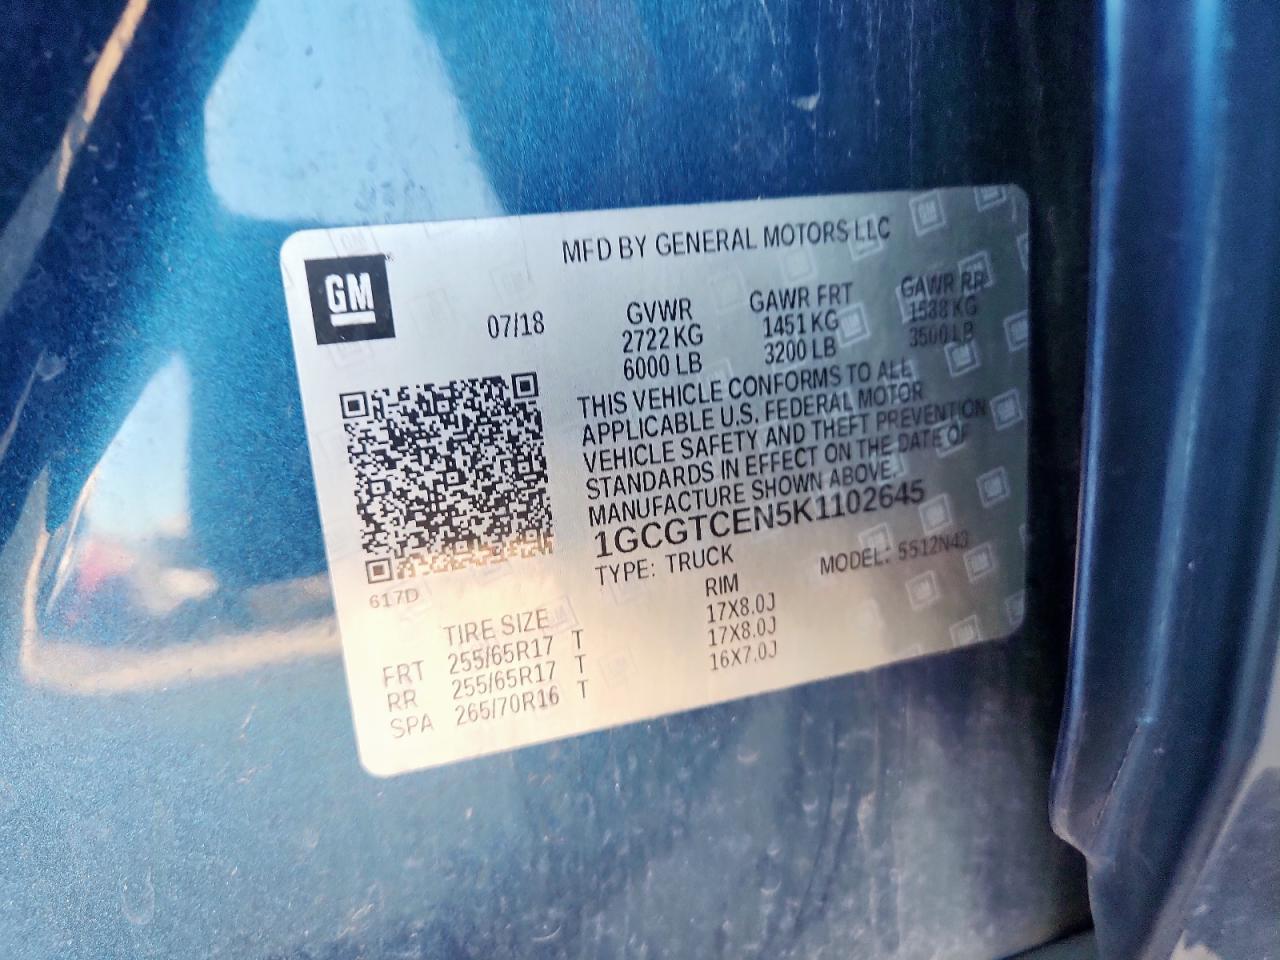 GM
MFD BY GENERAL MOTORS LLC
07/18
GVWR GAWR FRT GAWR RR
2722 KG 1451 KG 1588 KG
6000 LB 3200 LB 3500 LB
THIS VEHICLE CONFORMS TO ALL
APPLICABLE U.S. FEDERAL MOTOR
VEHICLE SAFETY AND THEFT PREVENTION
STANDARDS IN EFFECT ON THE DATE OF
MANUFACTURE SHOWN ABOVE.
1GCGTCEN5K1102645
TYPE: TRUCK MODEL: 5512N43
617D
TIRE SIZE RIM
FRT 255/65R17 T 17X8.0J
RR 255/65R17 T 17X8.0J
SPA 265/70R16 T 16X7.0J